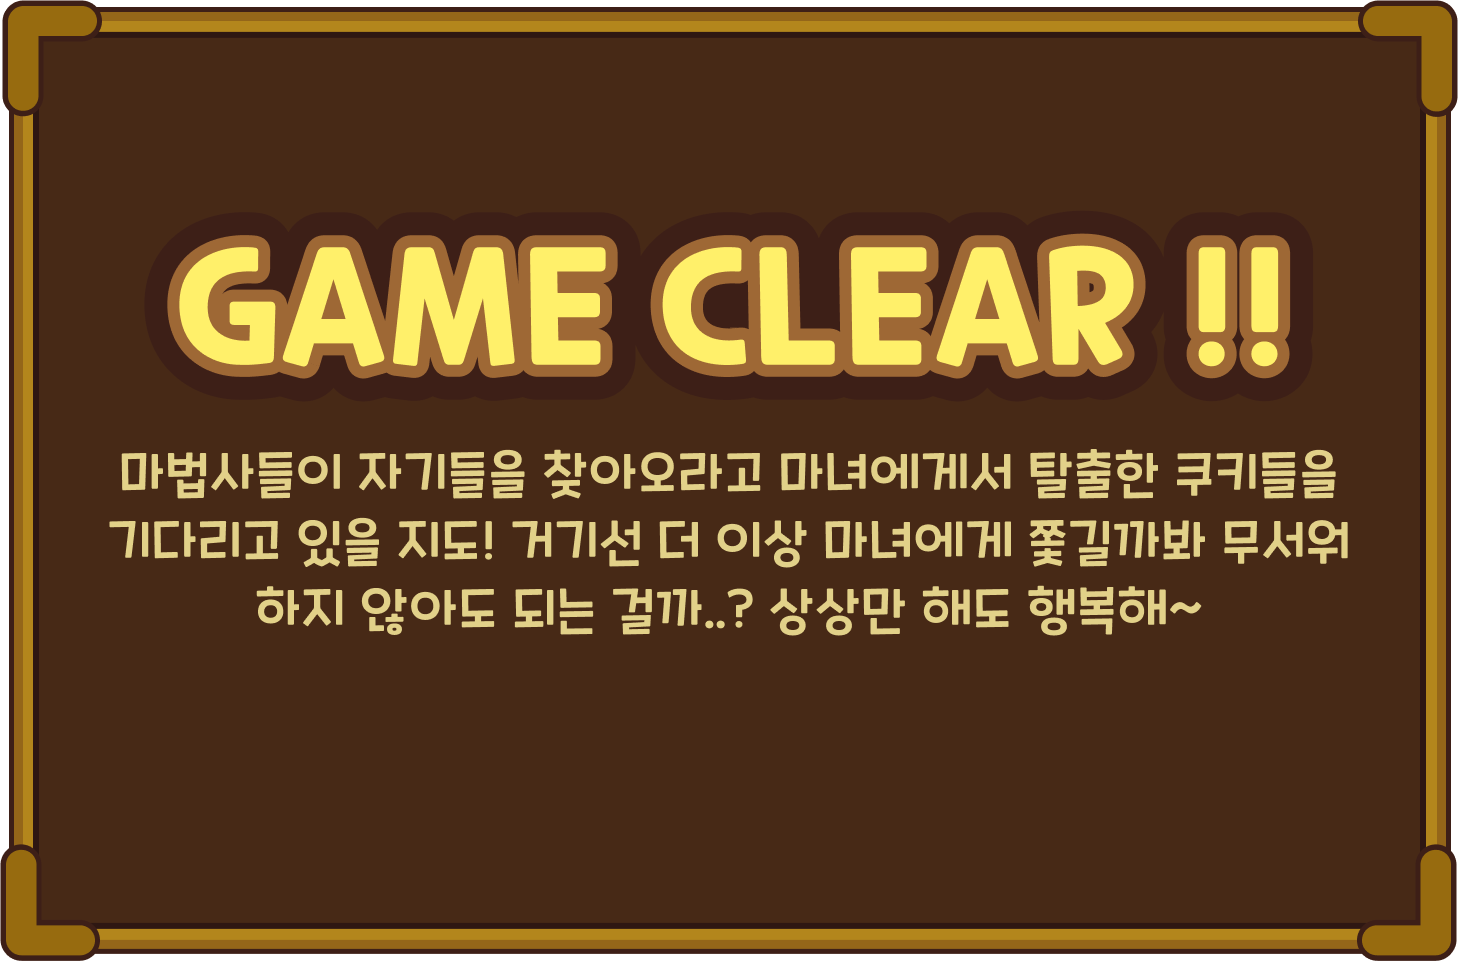 GAME CLEAR !!
마법사들이 자기들을 찾아오라고 마녀에게서 탈출한 쿠키들을
기다리고 있을 지도! 거기선 더 이상 마녀에게 쫓길까봐 무서워
하지 않아도 되는 걸까..? 상상만 해도 행복해~